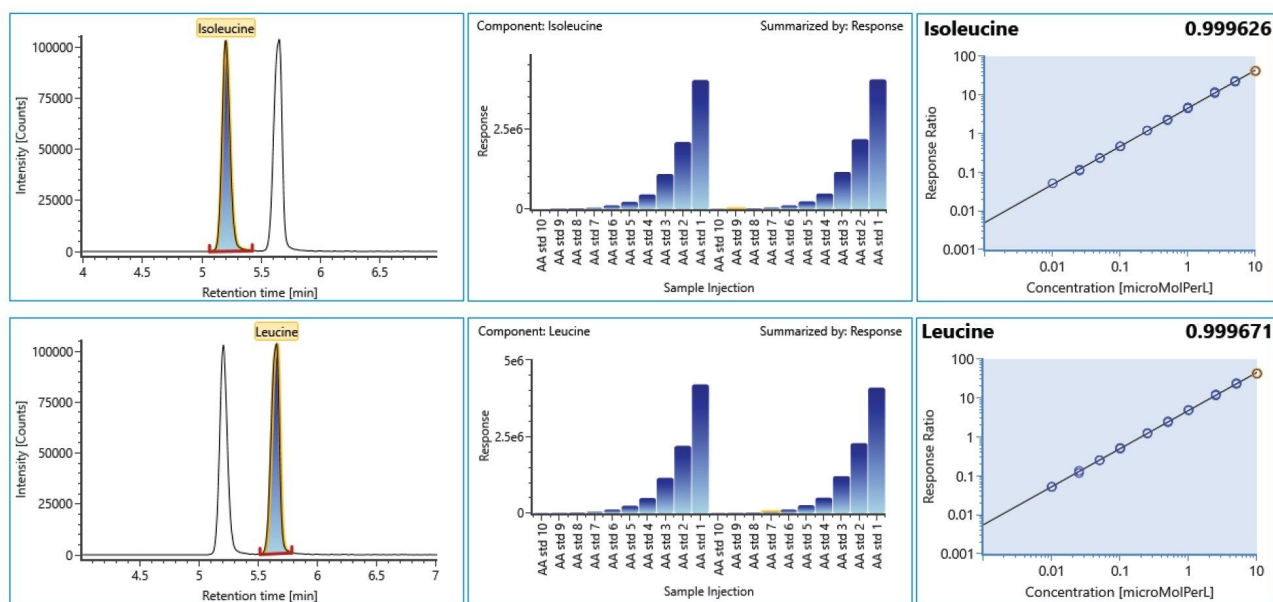 Isoleucine
100000
75000
50000
25000
0
Intensity [Counts]
4 4.5 5 5.5 6 6.5
Retention time [min]
Component: Isoleucine Summarized by: Response
2.5e6
0
Response
AA std 10
AA std 9
AA std 8
AA std 7
AA std 6
AA std 5
AA std 4
AA std 3
AA std 2
AA std 1
AA std 10
AA std 9
AA std 8
AA std 7
AA std 6
AA std 5
AA std 4
AA std 3
AA std 2
AA std 1
Sample Injection
Isoleucine 0.999626
100
10
1
0.1
0.01
0.001
Response Ratio
0.01 0.1 1 10
Concentration [microMolPerL]
Leucine
100000
75000
50000
25000
0
Intensity [Counts]
4.5 5 5.5 6 6.5 7
Retention time [min]
Component: Leucine Summarized by: Response
5e6
2.5e6
0
Response
AA std 10
AA std 9
AA std 8
AA std 7
AA std 6
AA std 5
AA std 4
AA std 3
AA std 2
AA std 1
AA std 10
AA std 9
AA std 8
AA std 7
AA std 6
AA std 5
AA std 4
AA std 3
AA std 2
AA std 1
Sample Injection
Leucine 0.999671
100
10
1
0.1
0.01
0.001
Response Ratio
0.01 0.1 1 10
Concentration [microMolPerL]